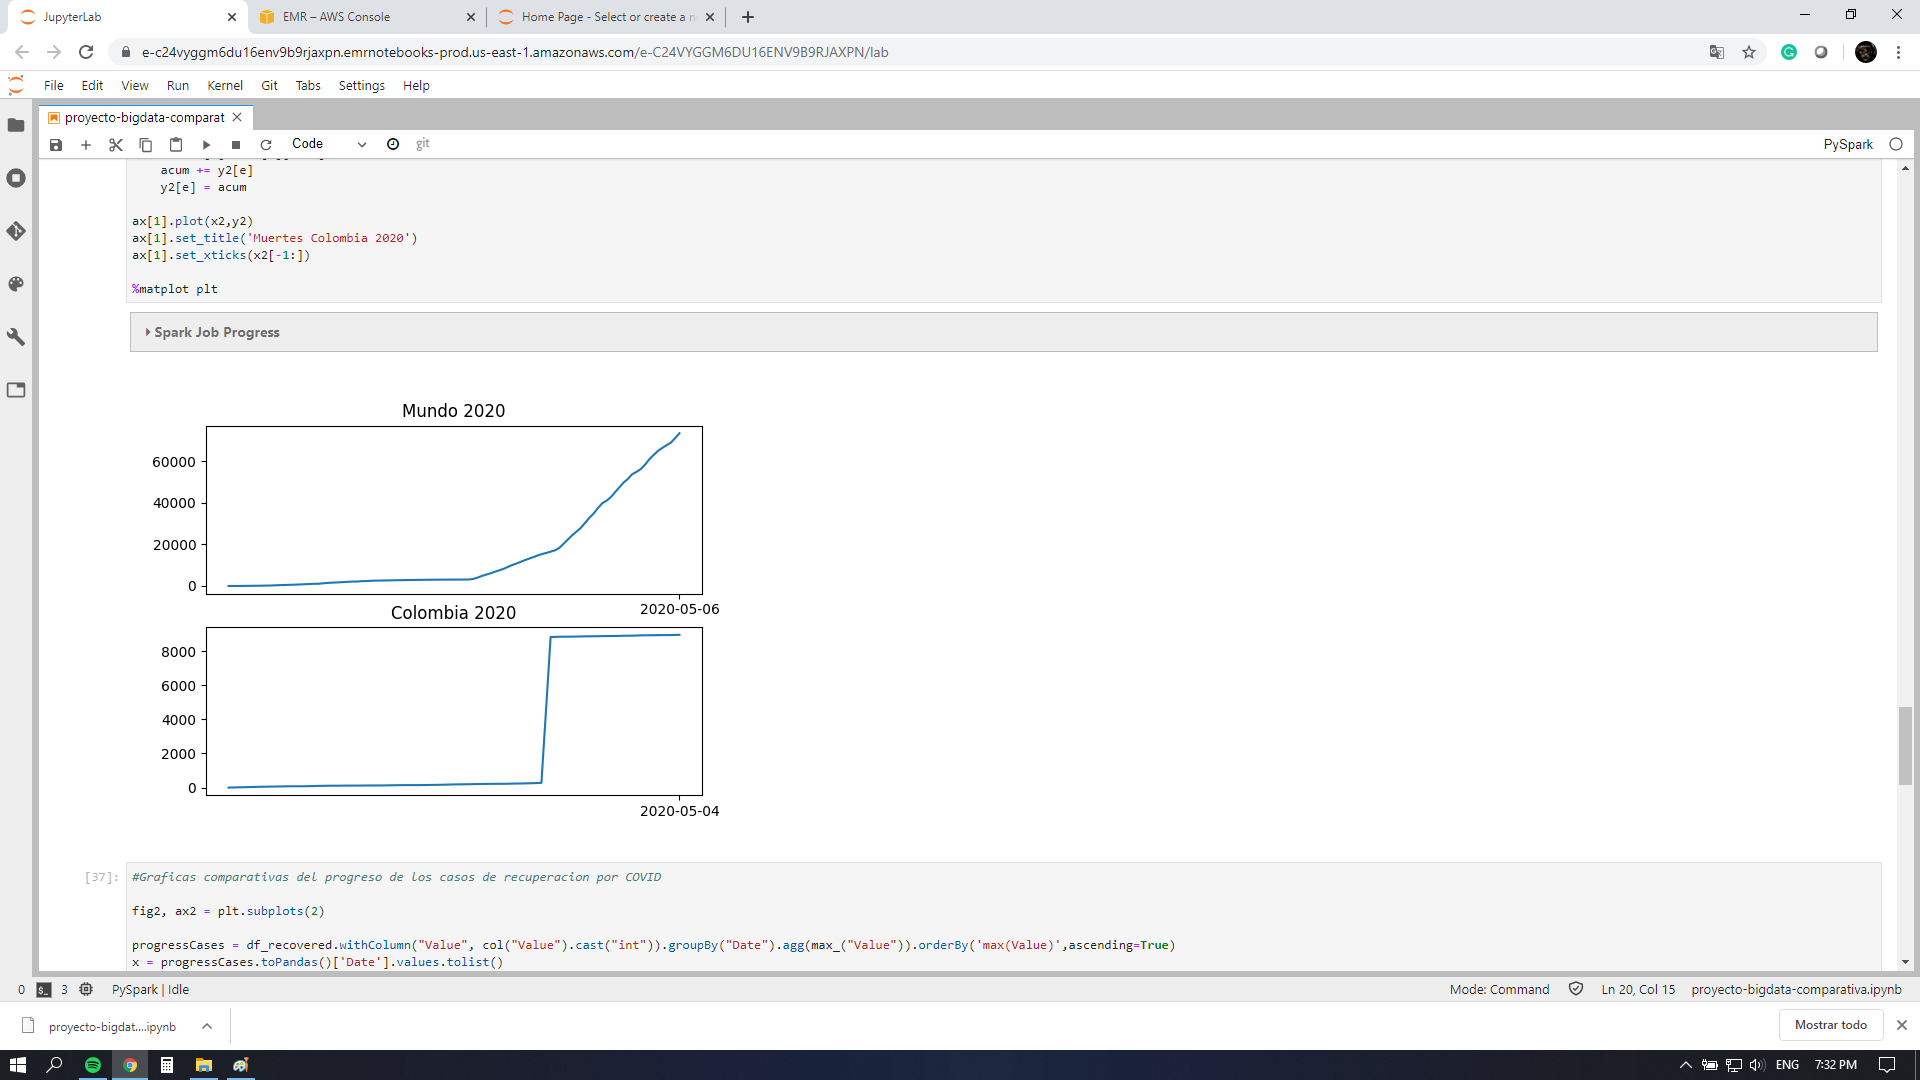 JupyterLab
EMR – AWS Console
Home Page - Select or create a n
e-c24vyggm6du16env9b9rjaxpn.emrnotebooks-prod.us-east-1.amazonaws.com/e-C24VYGGM6DU16ENV9B9RJAXPN/lab
File Edit View Run Kernel Git Tabs Settings Help
proyecto-bigdata-comparat
Code git PySpark
acum += y2[e]
y2[e] = acum
ax[1].plot(x2,y2)
ax[1].set_title('Muertes Colombia 2020')
ax[1].set_xticks(x2[-1:])
%matplot plt
Spark Job Progress
Mundo 2020
60000
40000
20000
0
2020-05-06
Colombia 2020
8000
6000
4000
2000
0
2020-05-04
[37]: #Graficas comparativas del progreso de los casos de recuperacion por COVID
fig2, ax2 = plt.subplots(2)
progressCases = df_recovered.withColumn("Value", col("Value").cast("int")).groupBy("Date").agg(max_("Value")).orderBy('max(Value)',ascending=True)
x = progressCases.toPandas()['Date'].values.tolist()
0 $_ 3 PySpark | Idle Mode: Command Ln 20, Col 15 proyecto-bigdata-comparativa.ipynb
proyecto-bigdat....ipynb Mostrar todo
ENG 7:32 PM